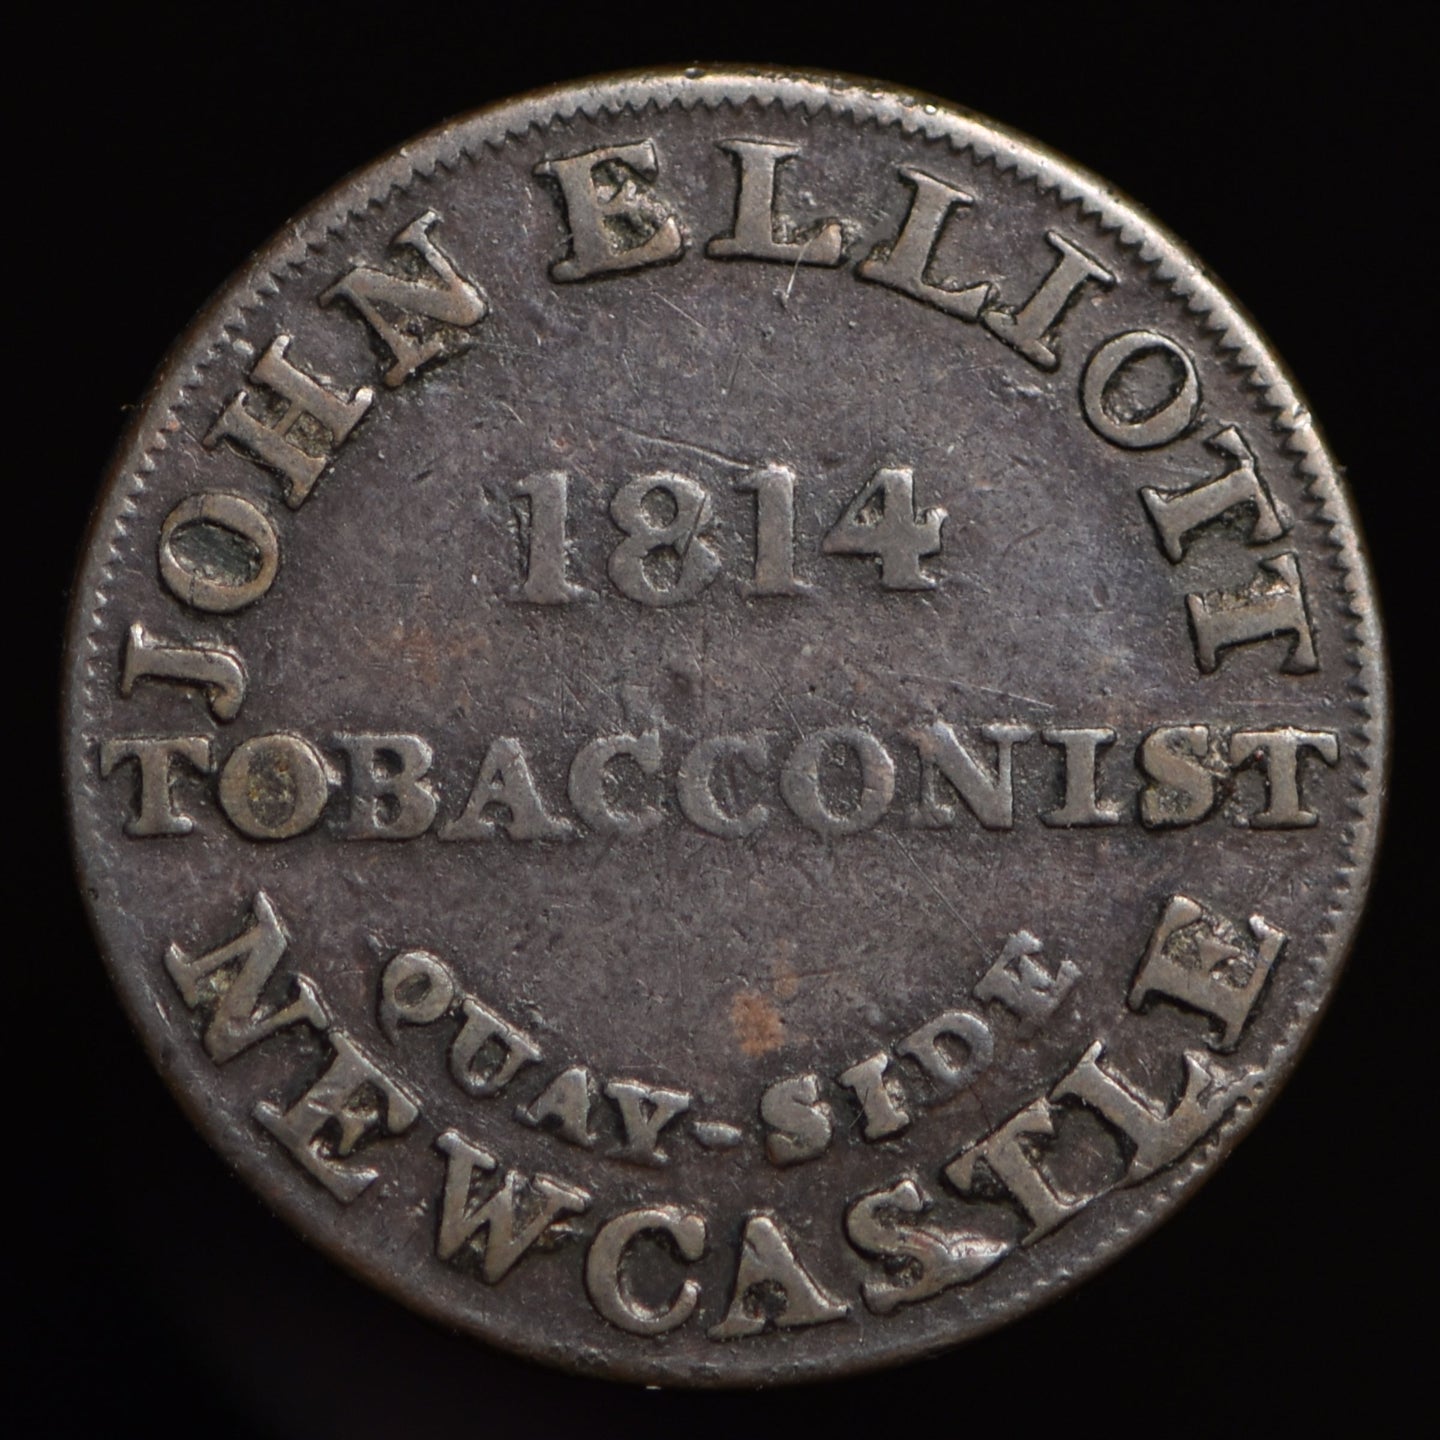 JOHN ELLIOTT
1814
TOBACCONIST
QUAY-SIDE
NEWCASTLE